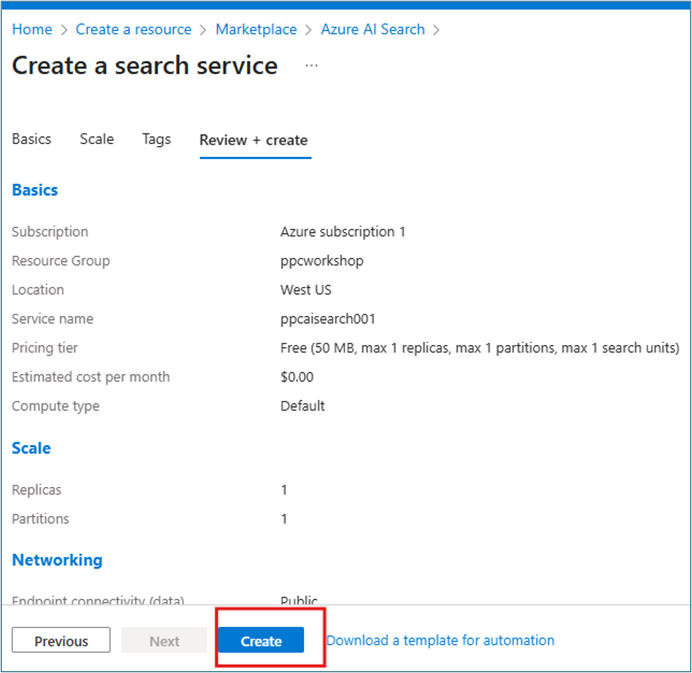 Home > Create a resource > Marketplace > Azure AI Search >
Create a search service ...
Basics Scale Tags Review + create
Basics
Subscription Azure subscription 1
Resource Group ppcworkshop
Location West US
Service name ppcaisearch001
Pricing tier Free (50 MB, max 1 replicas, max 1 partitions, max 1 search units)
Estimated cost per month $0.00
Compute type Default
Scale
Replicas 1
Partitions 1
Networking
Endpoint connectivity (data) Public
Previous Next Create Download a template for automation